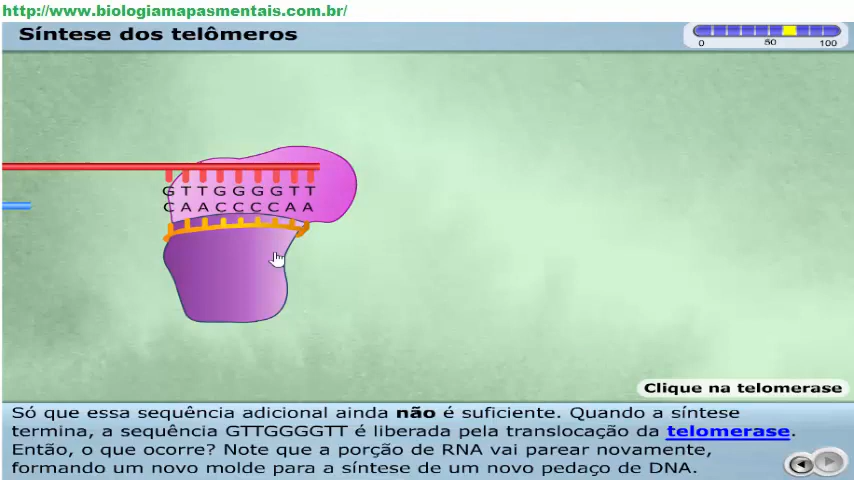 http://www.biologiamapasmentais.com.br/
Síntese dos telômeros
0 50 100
G T T G G G G T T
C A A C C C C A A
Clique na telomerase
Só que essa sequência adicional ainda não é suficiente. Quando a síntese
termina, a sequência GTTGGGGTT é liberada pela translocação da telomerase.
Então, o que ocorre? Note que a porção de RNA vai parear novamente,
formando um novo molde para a síntese de um novo pedaço de DNA.